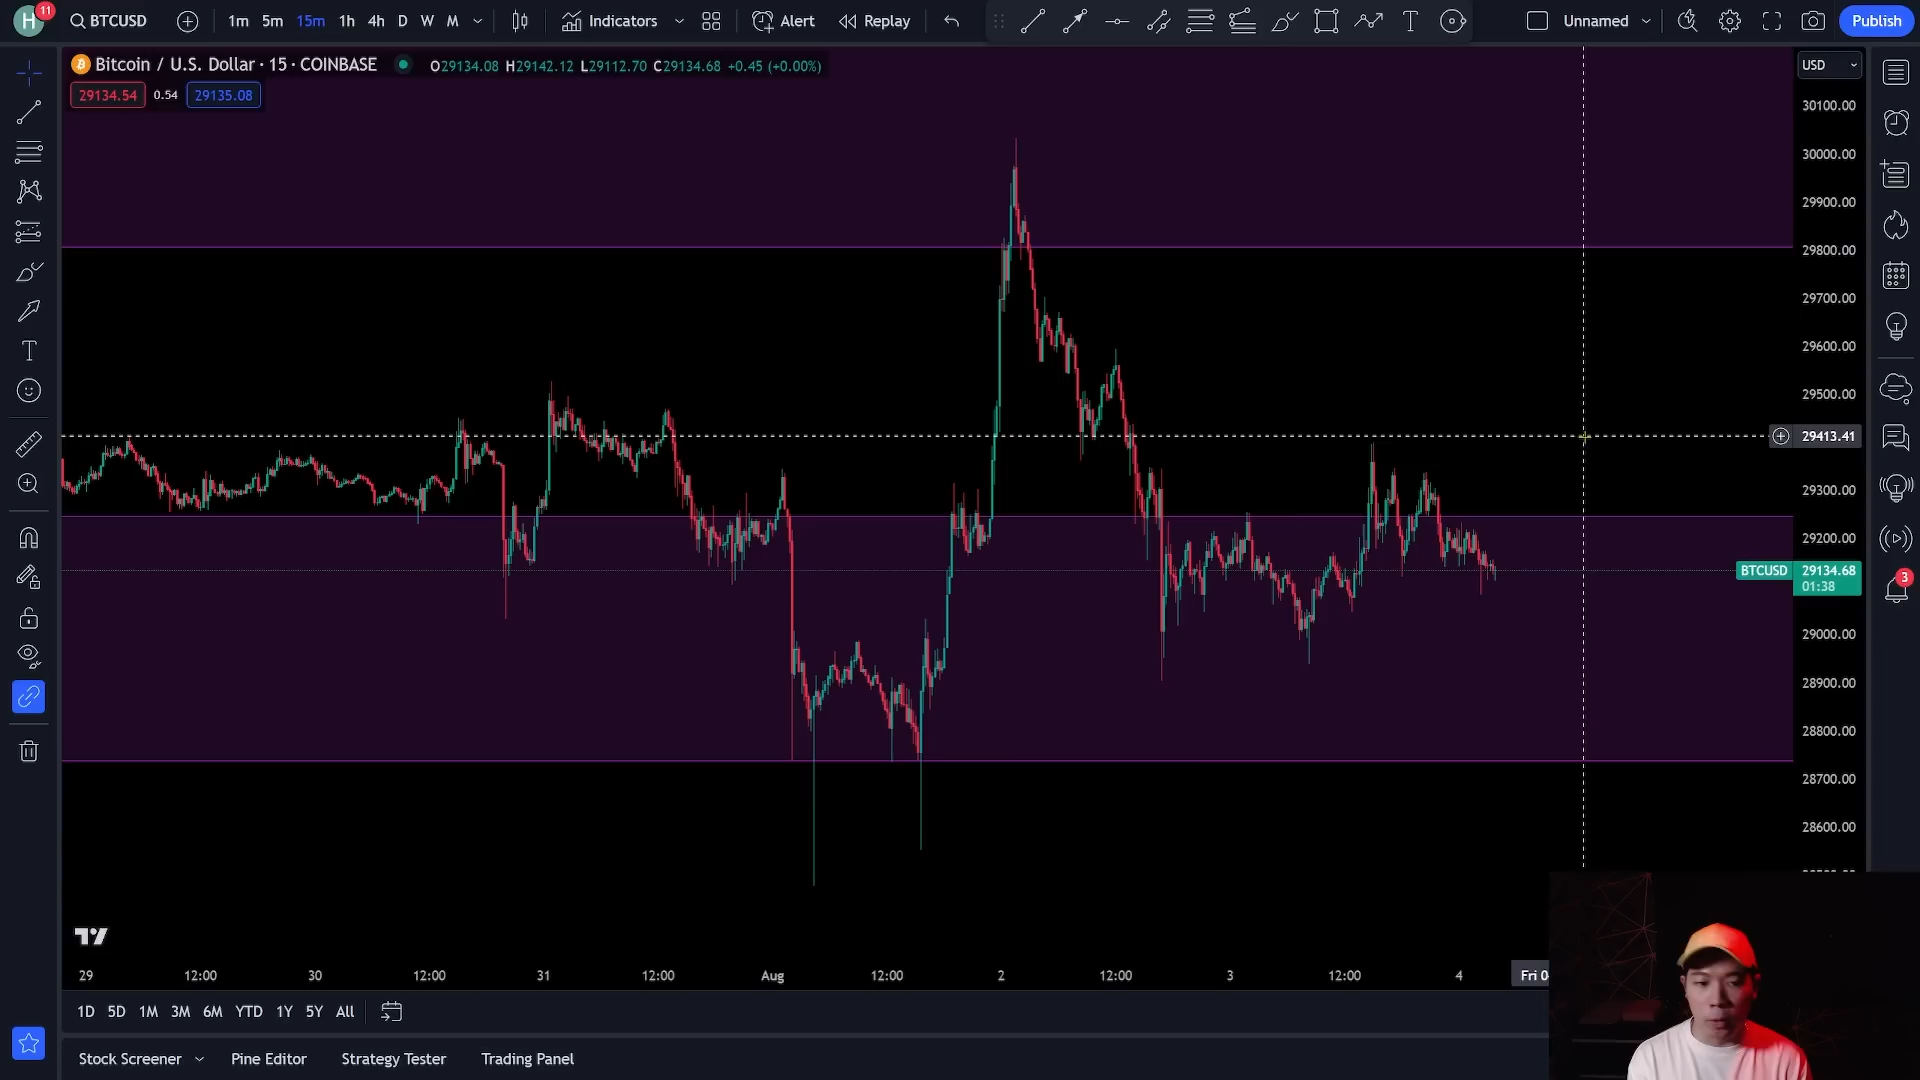 H 11 BTCUSD 1m 5m 15m 1h 4h D W M Indicators Alert Replay Unnamed Publish
Bitcoin / U.S. Dollar · 15 · COINBASE O29134.08 H29142.12 L29112.70 C29134.68 +0.45 (+0.00%)
USD
29134.54 0.54 29135.08
30100.00
30000.00
29900.00
29800.00
29700.00
29600.00
29500.00
29413.41
29300.00
29200.00
BTCUSD 29134.68
01:38
3
29000.00
28900.00
28800.00
28700.00
28600.00
29 12:00 30 12:00 31 12:00 Aug 12:00 2 12:00 3 12:00 4 Fri
1D 5D 1M 3M 6M YTD 1Y 5Y All
Stock Screener Pine Editor Strategy Tester Trading Panel